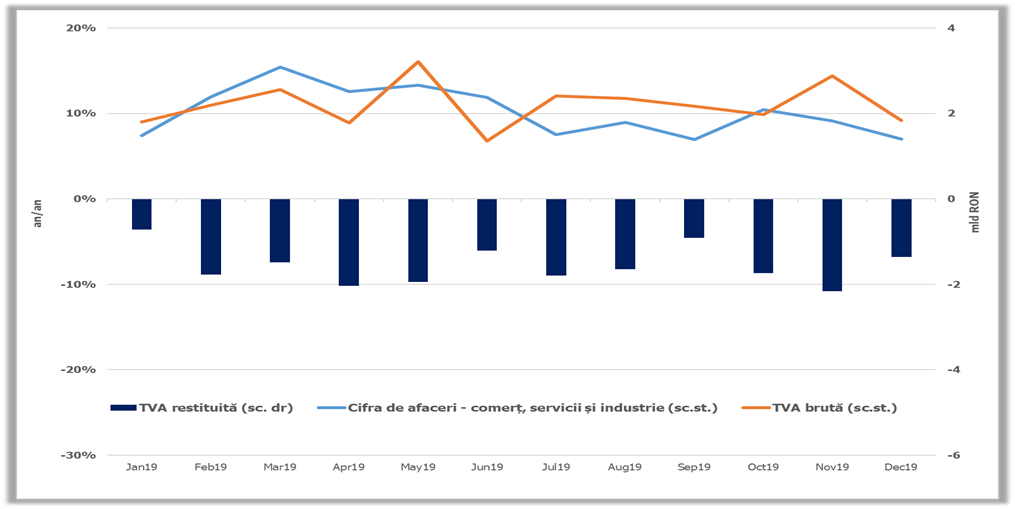 20%
10%
0%
-10%
-20%
-30%
an/an
4
2
0
-2
-4
-6
mld RON
TVA restituită (sc. dr)
Cifra de afaceri - comerț, servicii și industrie (sc.st.)
TVA brută (sc.st.)
Jan19 Feb19 Mar19 Apr19 May19 Jun19 Jul19 Aug19 Sep19 Oct19 Nov19 Dec19